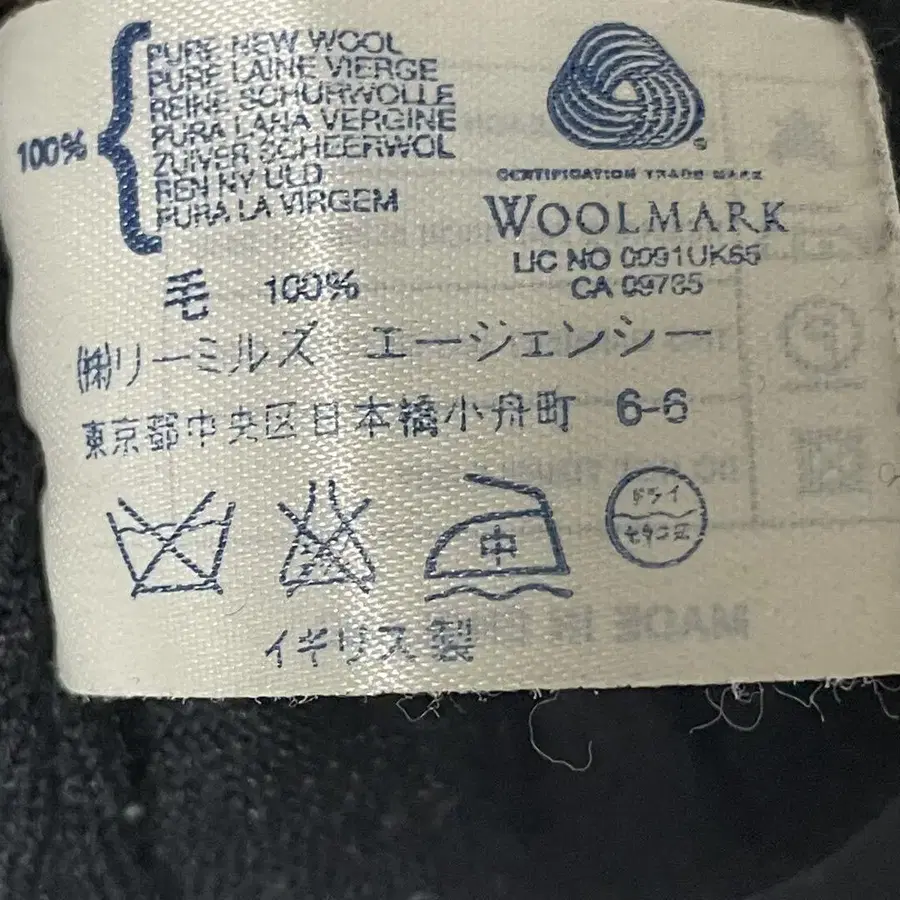 100%
PURE NEW WOOL
PURE LAINE VIERGE
REINE SCHURWOLLE
PURA LANA VERGINE
ZUIVER SCHEERWOL
REN NY ULD
PURA LA VIRGEM
CERTIFICATION TRADE MARK
WOOLMARK
LIC NO 0091UK65
CA 09785
毛 100%
㈱リーミルズ エージェンシー
東京都中央区日本橋小舟町 6-6
中
ドライ
セキユ系
イギリス製
MADE IN